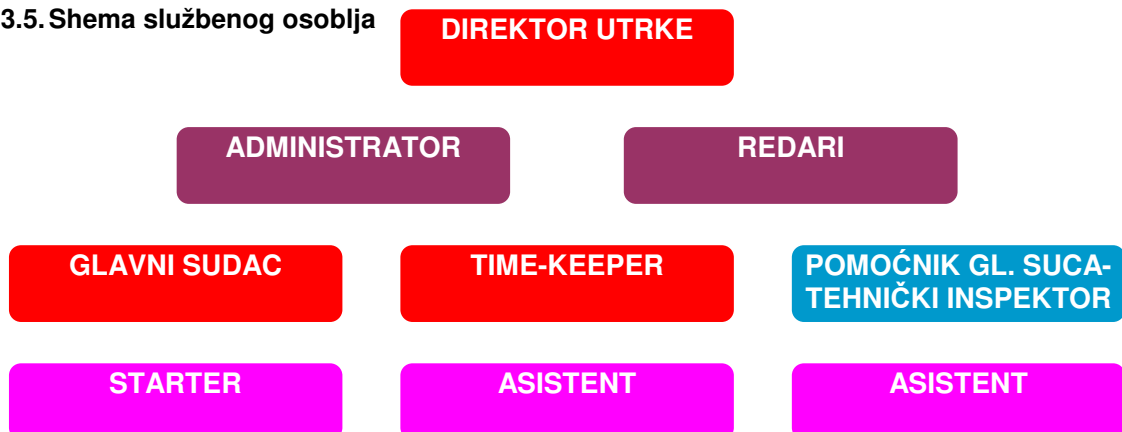 3.5. Shema službenog osoblja
DIREKTOR UTRKE
ADMINISTRATOR
REDARI
GLAVNI SUDAC
TIME-KEEPER
POMOĆNIK GL. SUCA-
TEHNIČKI INSPEKTOR
STARTER
ASISTENT
ASISTENT